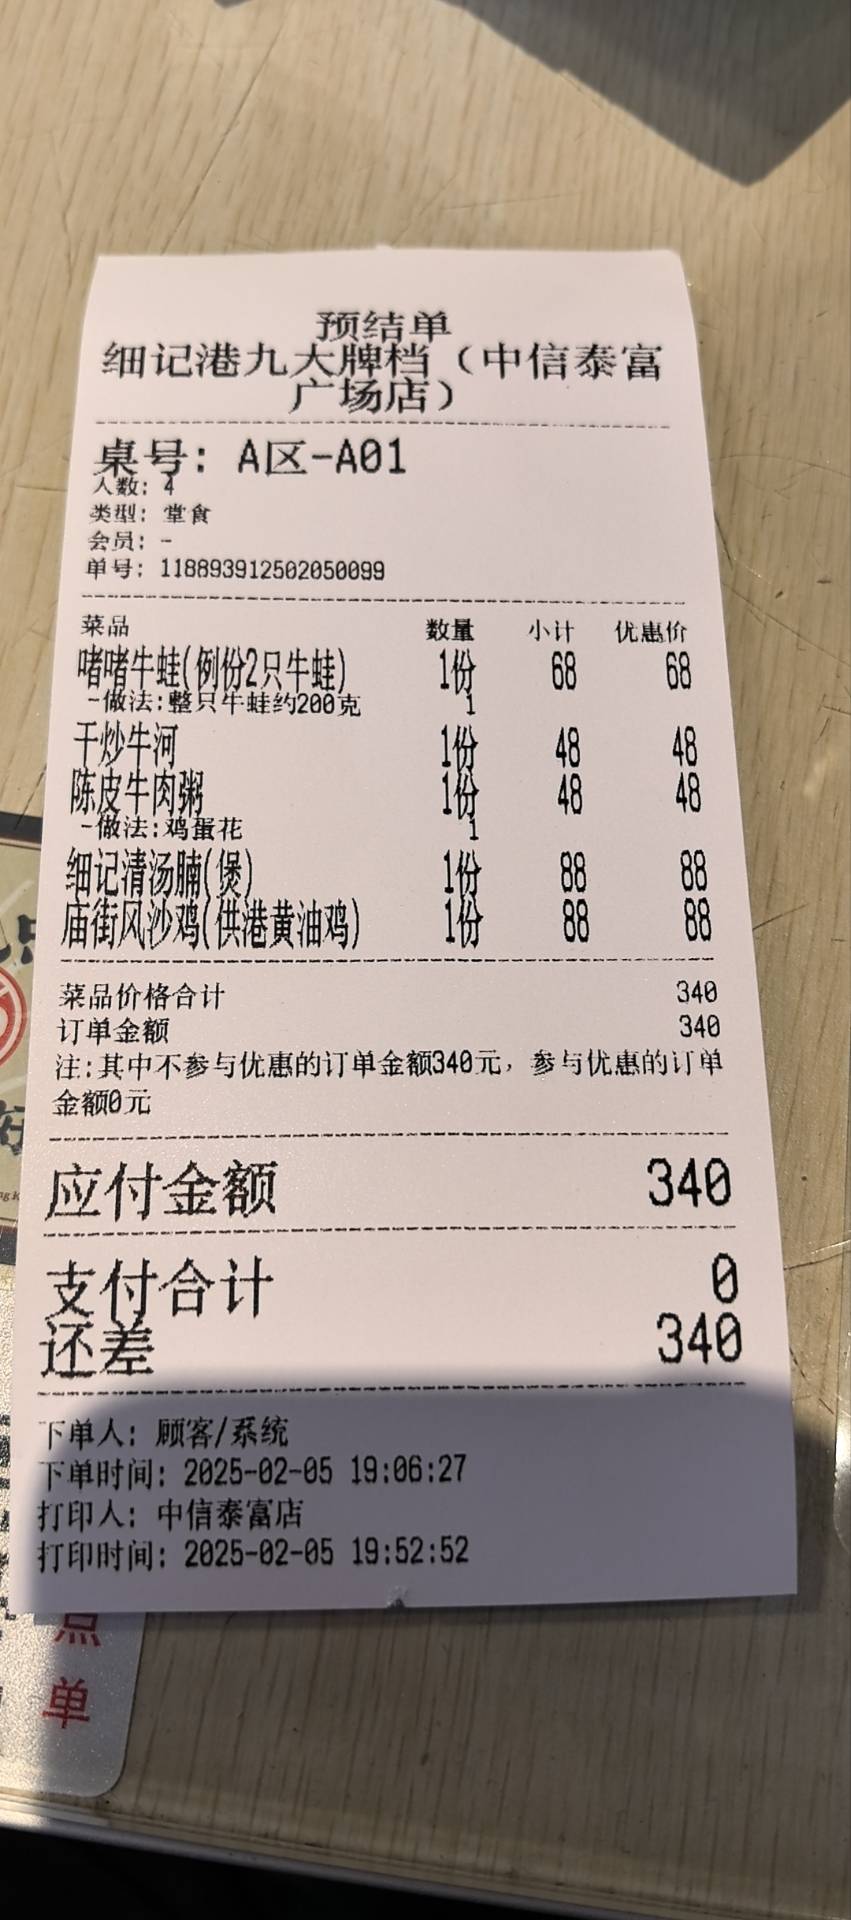 预结单
细记港九大牌档（中信泰富
广场店）
桌号: A区-A01
人数: 4
类型: 堂食
会员: -
单号: 118893912502050099
菜品 数量 小计 优惠价
啫啫牛蛙(例份2只牛蛙) 1份 68 68
-做法:整只牛蛙约200克 1
干炒牛河 1份 48 48
陈皮牛肉粥 1份 48 48
-做法:鸡蛋花 1
细记清汤腩(煲) 1份 88 88
庙街风沙鸡(供港黄油鸡) 1份 88 88
菜品价格合计 340
订单金额 340
注:其中不参与优惠的订单金额340元，参与优惠的订单
金额0元
应付金额 340
支付合计 0
还差 340
下单人: 顾客/系统
下单时间: 2025-02-05 19:06:27
打印人: 中信泰富店
打印时间: 2025-02-05 19:52:52
点
单